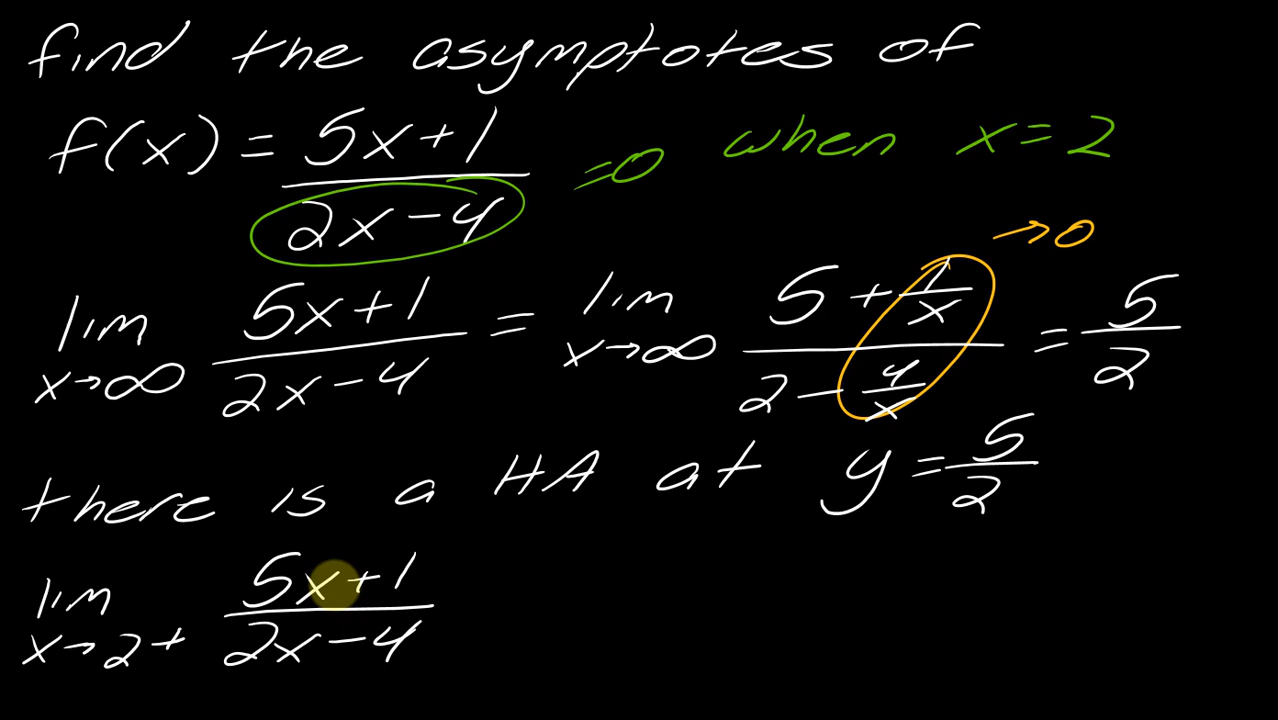 find the asymptotes of
f(x) = (5x+1)/(2x-4) =0 when x=2
→0
lim x→∞ (5x+1)/(2x-4) = lim x→∞ (5+1/x)/(2-4/x) = 5/2
there is a HA at y=5/2
lim x→2+ (5x+1)/(2x-4)